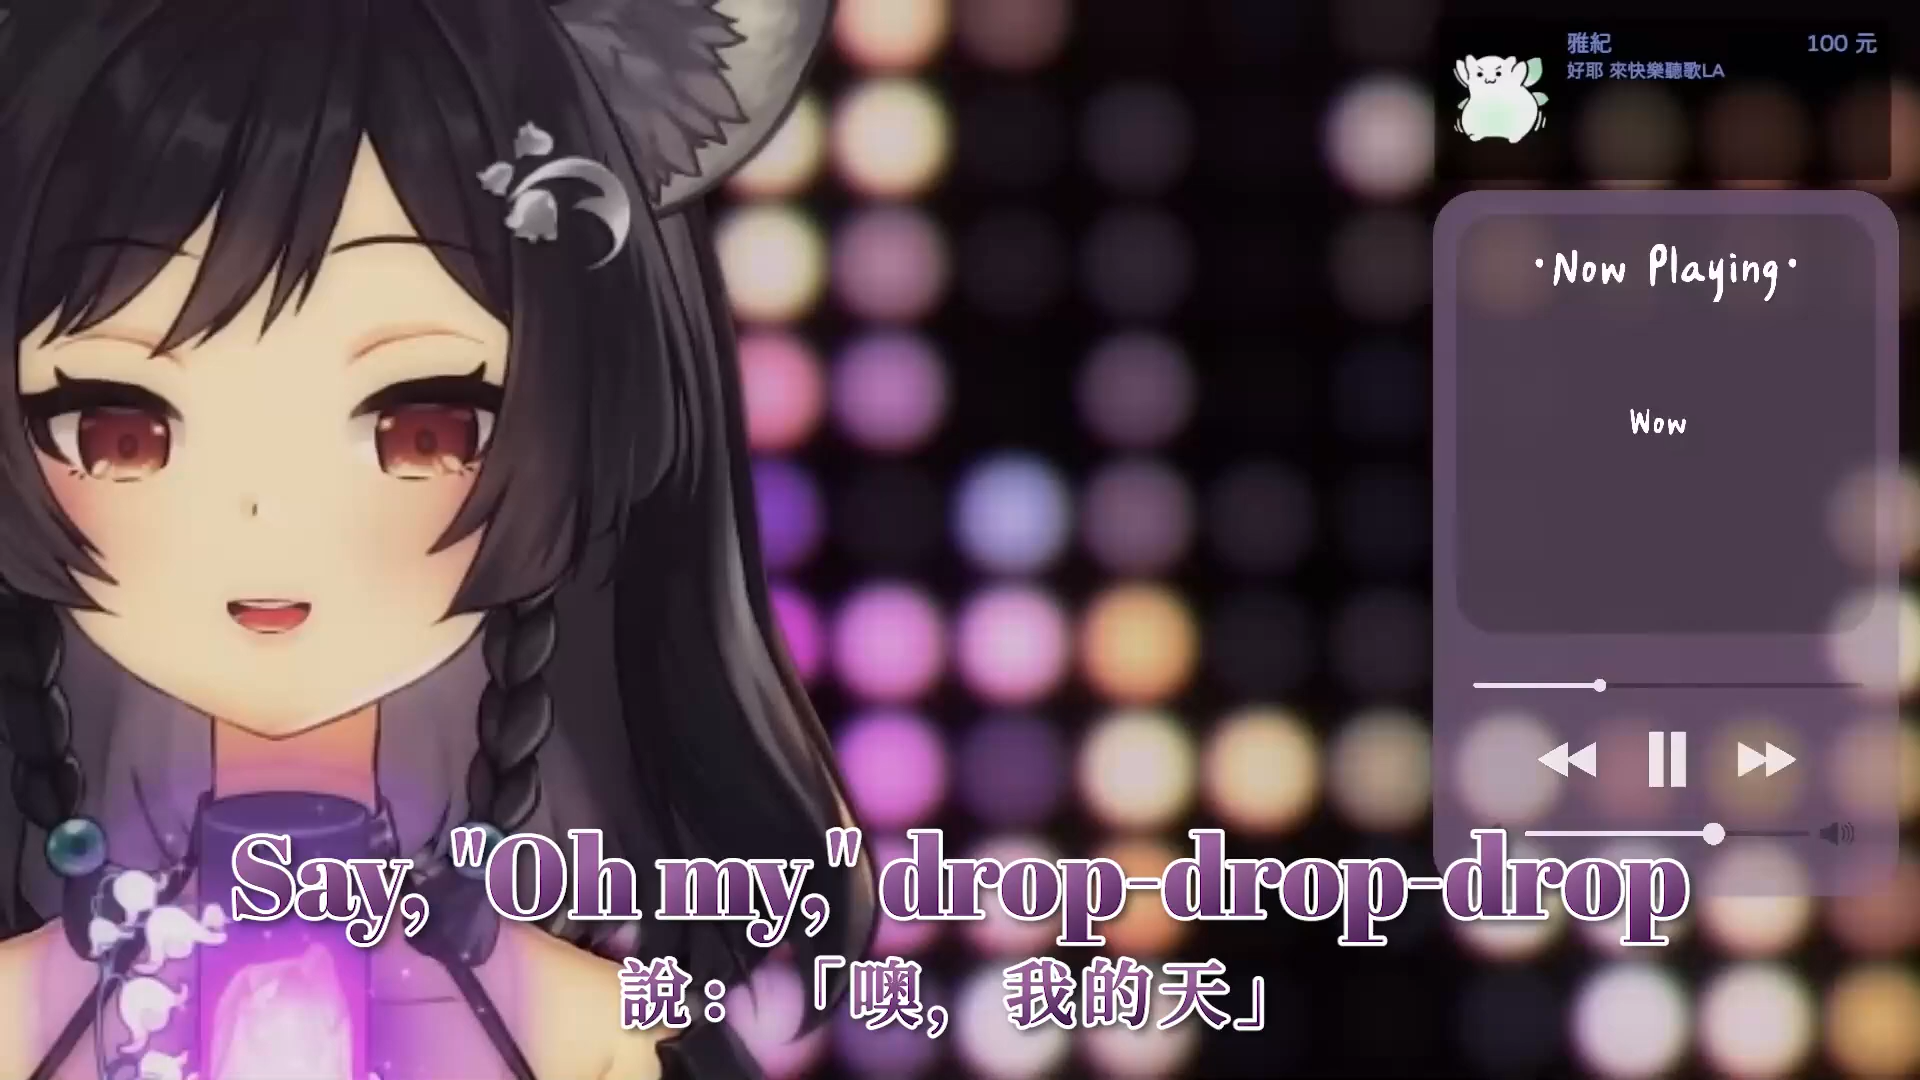 雅紀
100 元
好耶 來快樂聽歌LA
·Now Playing·
Wow
Say, "Oh my," drop-drop-drop
說：「噢，我的天」